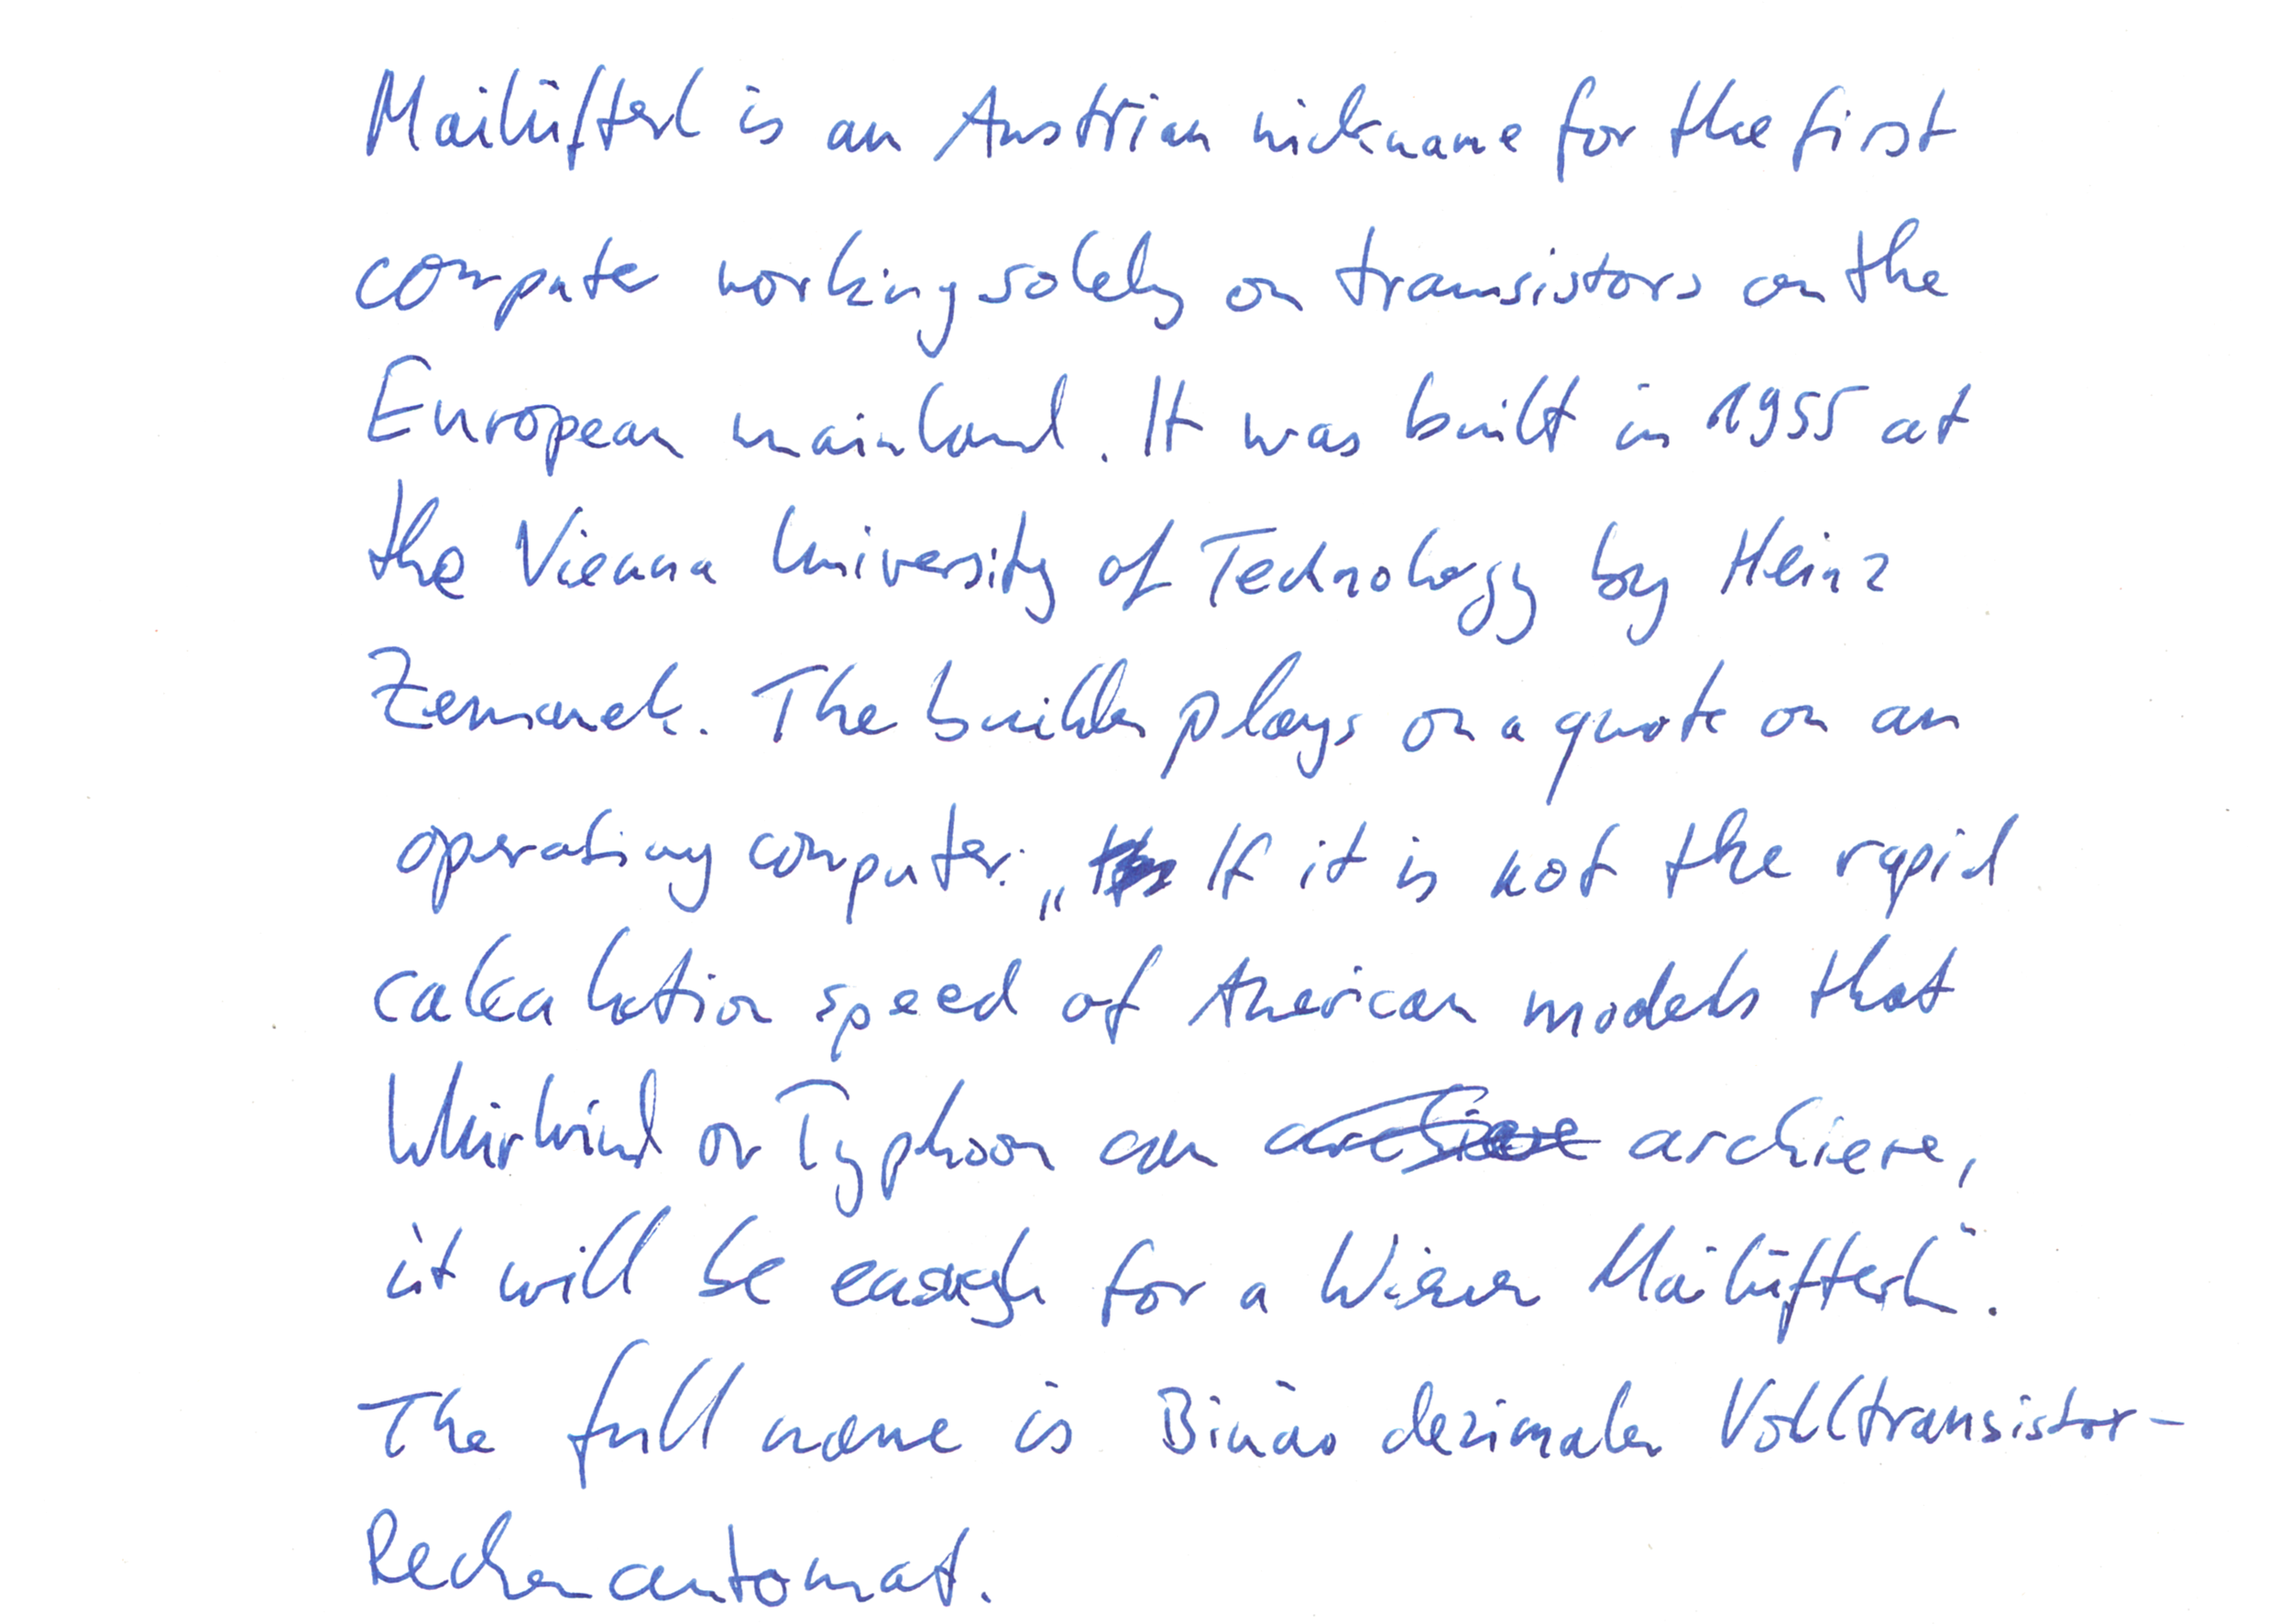 Mailüfterl is an Austrian nickname for the first
computer working solely on transistors on the
European mainland. It was built in 1955 at
the Vienna University of Technology by Heinz
Zemanek. The builder plays on a quote on an
operating computer: „If it is not the rapid
calculation speed of American models that
Whirlwind or Typhoon can archieve,
it will be enough for a Wiener Mailüfterl“.
The full name is Binär dezimaler Volltransistor-
Rechenautomat.